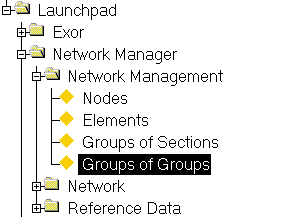 Launchpad
Exor
Network Manager
Network Management
Nodes
Elements
Groups of Sections
Groups of Groups
Network
Reference Data